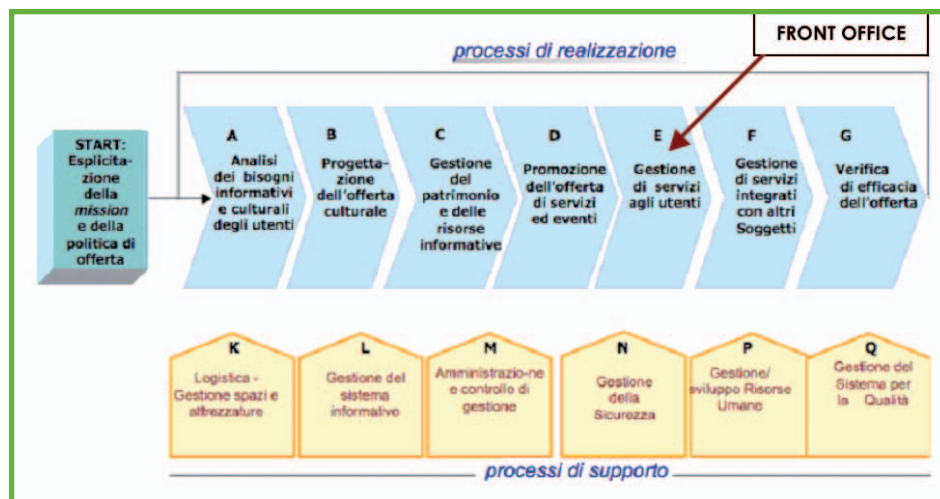 FRONT OFFICE
processi di realizzazione
START:
Esplicita-
zione
della
mission
e della
politica di
offerta
A
Analisi
dei bisogni
informativi
e culturali
degli utenti
B
Progetta-
zione
dell'offerta
culturale
C
Gestione
del
patrimonio
e delle
risorse
informative
D
Promozione
dell'offerta
di servizi
ed eventi
E
Gestione
di servizi
agli utenti
F
Gestione
di servizi
integrati
con altri
Soggetti
G
Verifica
di efficacia
dell'offerta
K
Logistica -
Gestione spazi e
attrezzature
L
Gestione del
sistema
informativo
M
Amministrazio-ne
e controllo di
gestione
N
Gestione
della
Sicurezza
P
Gestione/
sviluppo Risorse
Umane
Q
Gestione del
Sistema per
la Qualità
processi di supporto